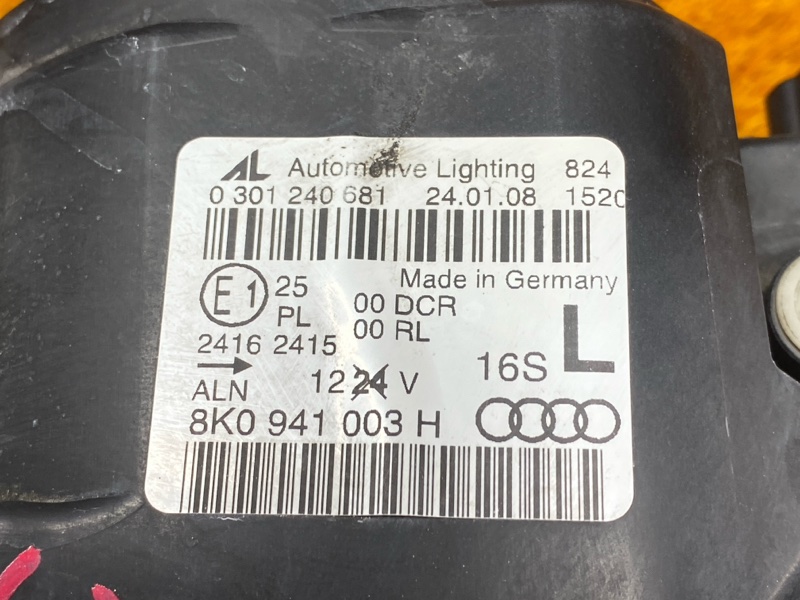 AL Automotive Lighting 824
0 301 240 681 24.01.08 1520
Made in Germany
E1 25 00 DCR
PL 00 RL L
2416 2415
12 24 V 16S
ALN
8K0 941 003 H